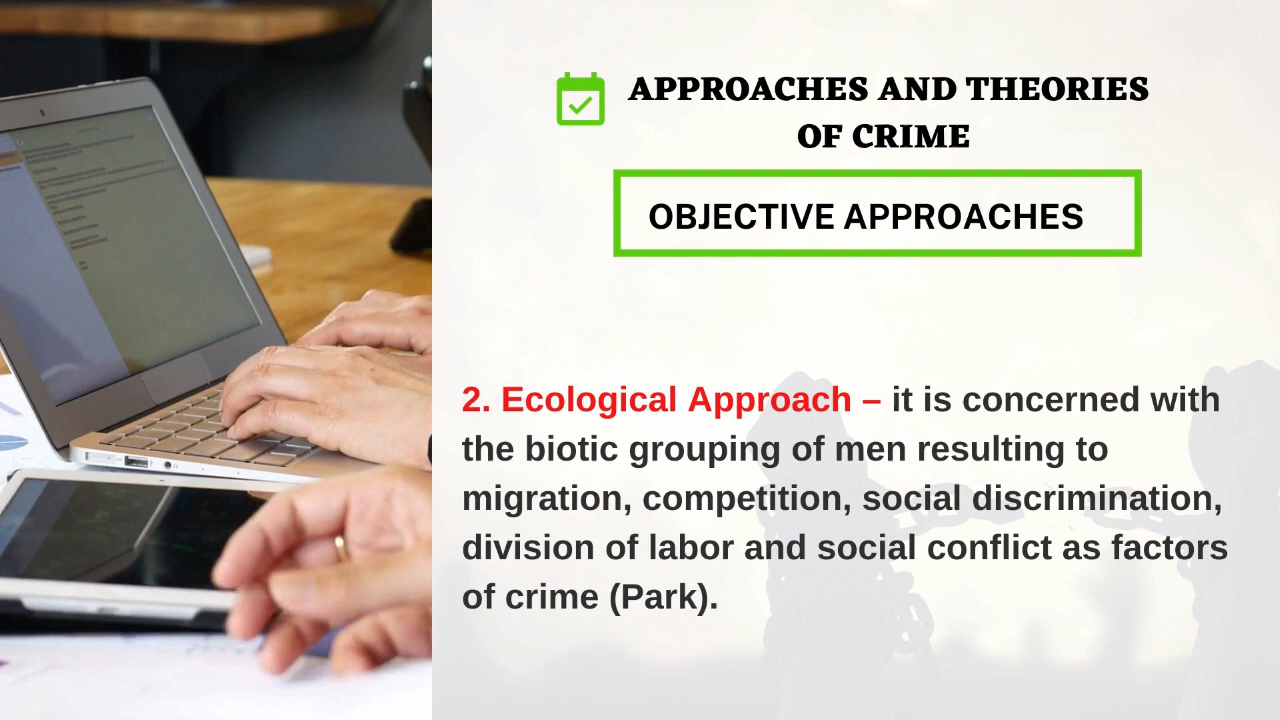 APPROACHES AND THEORIES
OF CRIME
OBJECTIVE APPROACHES
2. Ecological Approach – it is concerned with
the biotic grouping of men resulting to
migration, competition, social discrimination,
division of labor and social conflict as factors
of crime (Park).